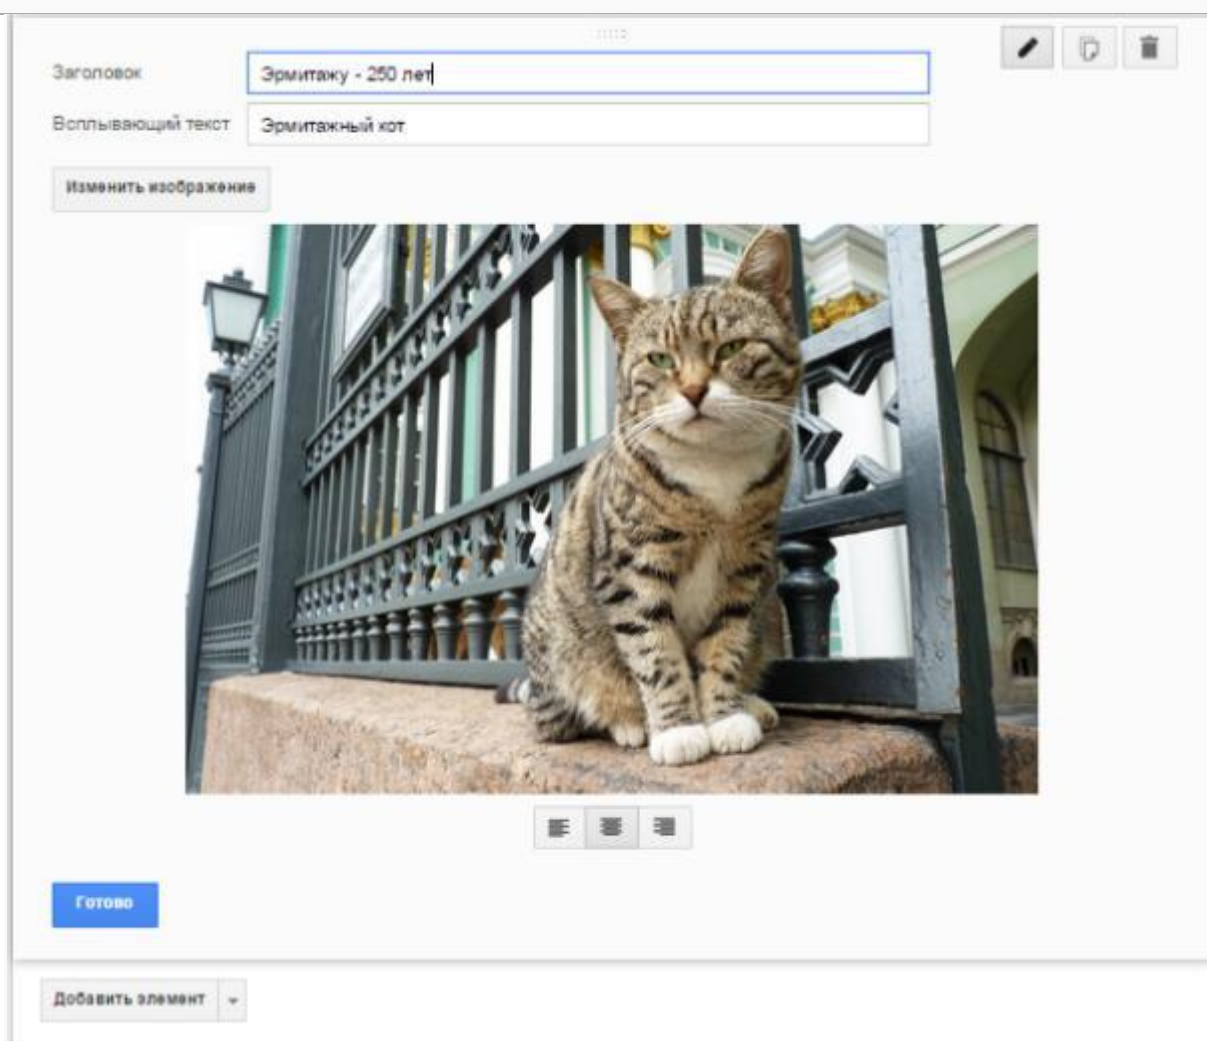 Заголовок
Эрмитажу - 250 лет
Всплывающий текст
Эрмитажный кот
Изменить изображение
Готово
Добавить элемент